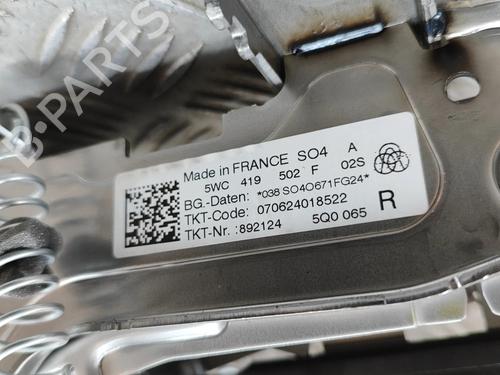 B-PARTS
Made in FRANCE SO4 A
5WC 419 502 F 02S
BG.-Daten: *038 SO4O671FG24*
TKT-Code: 070624018522
TKT-Nr.:892124 5Q0 065 R